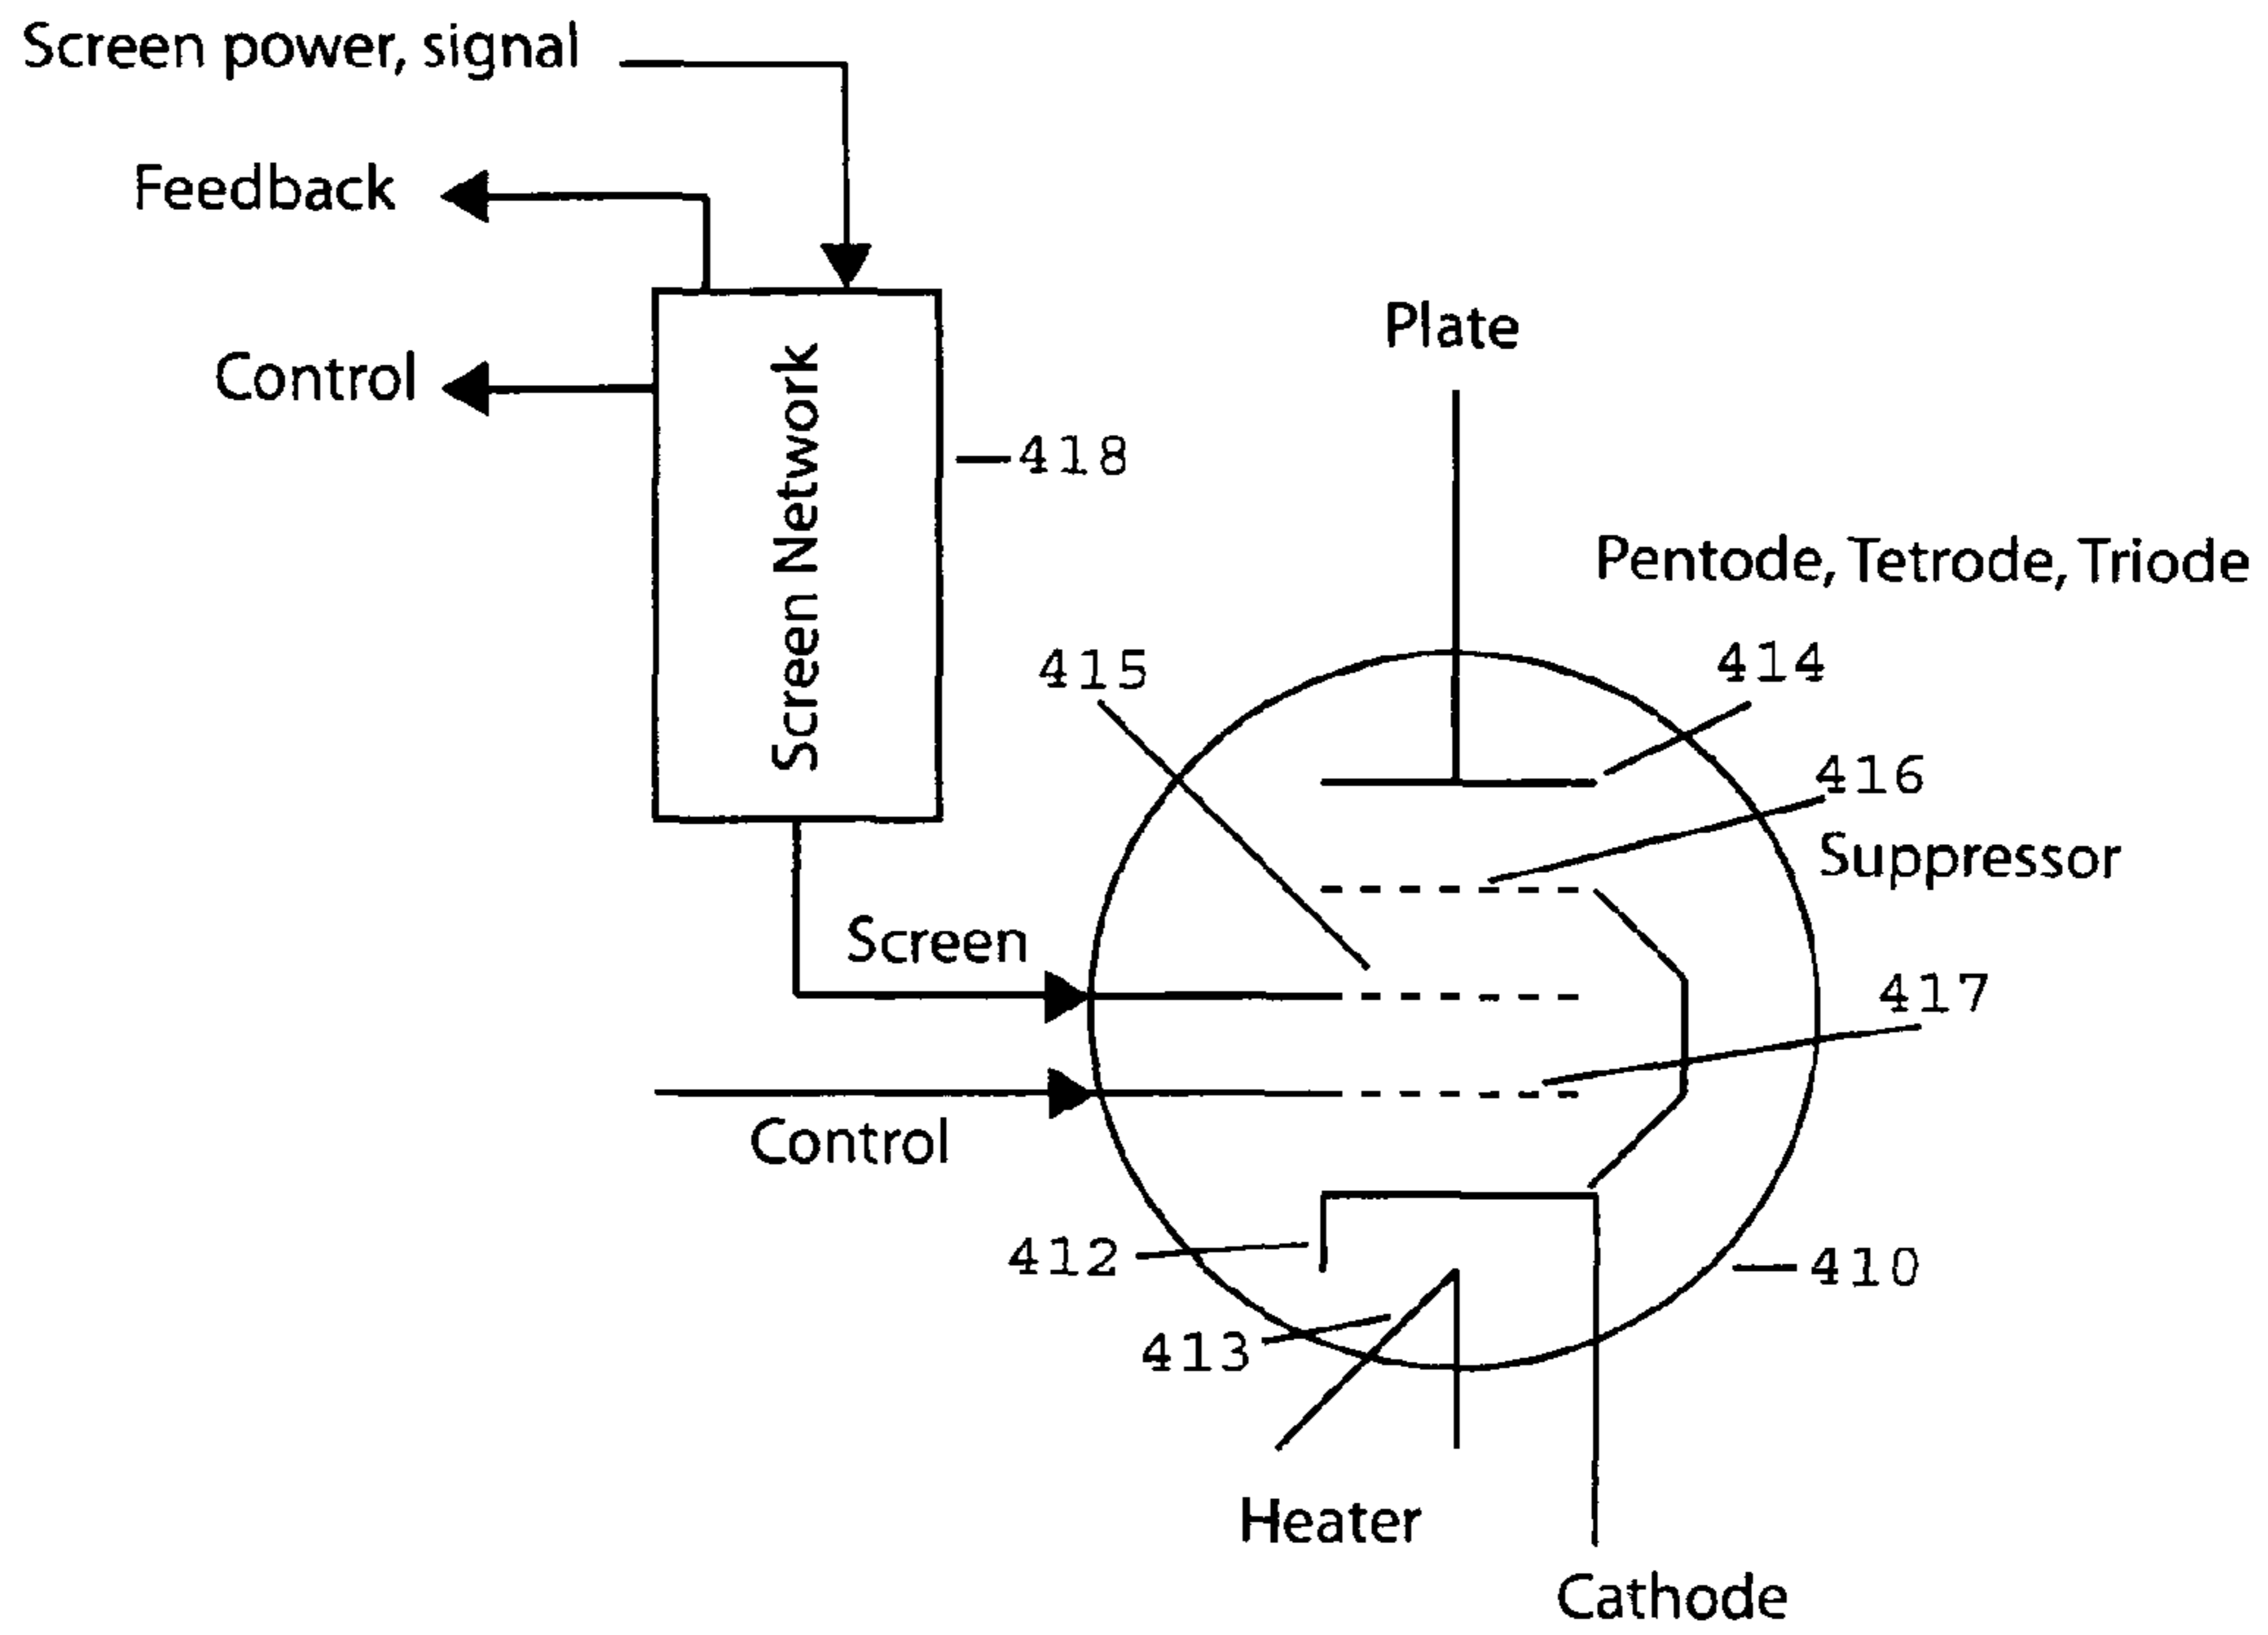 Screen power, signal
Feedback
Control
Screen Network
418
Plate
Pentode, Tetrode, Triode
415
414
416
Suppressor
Screen
417
Control
412
410
413
Heater
Cathode